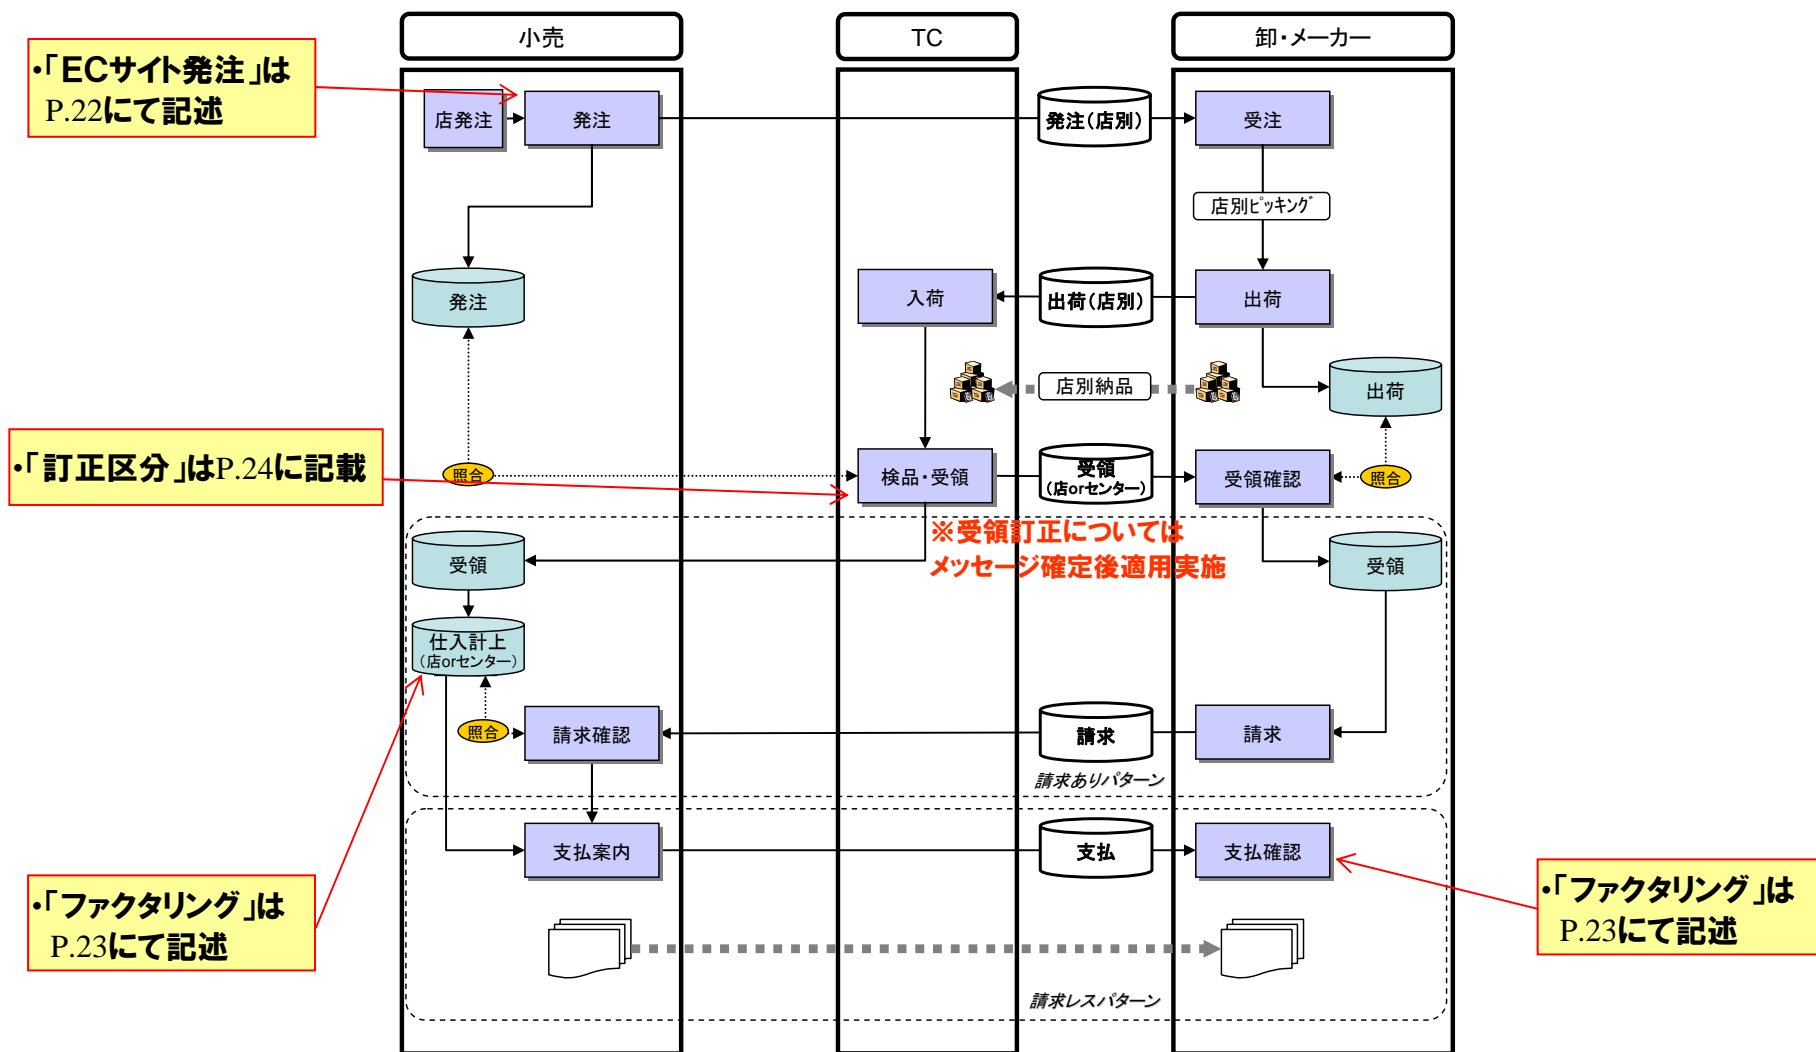 小売
TC
卸・メーカー
・「ECサイト発注」は
P.22にて記述
店発注
発注
発注(店別)
受注
店別ピッキング
発注
入荷
出荷(店別)
出荷
店別納品
出荷
・「訂正区分」はP.24に記載
照合
検品・受領
受領
(店orセンター)
受領確認
照合
※受領訂正については
メッセージ確定後適用実施
受領
受領
仕入計上
(店orセンター)
照合
請求確認
請求
請求
請求ありパターン
支払案内
支払
支払確認
・「ファクタリング」は
P.23にて記述
・「ファクタリング」は
P.23にて記述
請求レスパターン